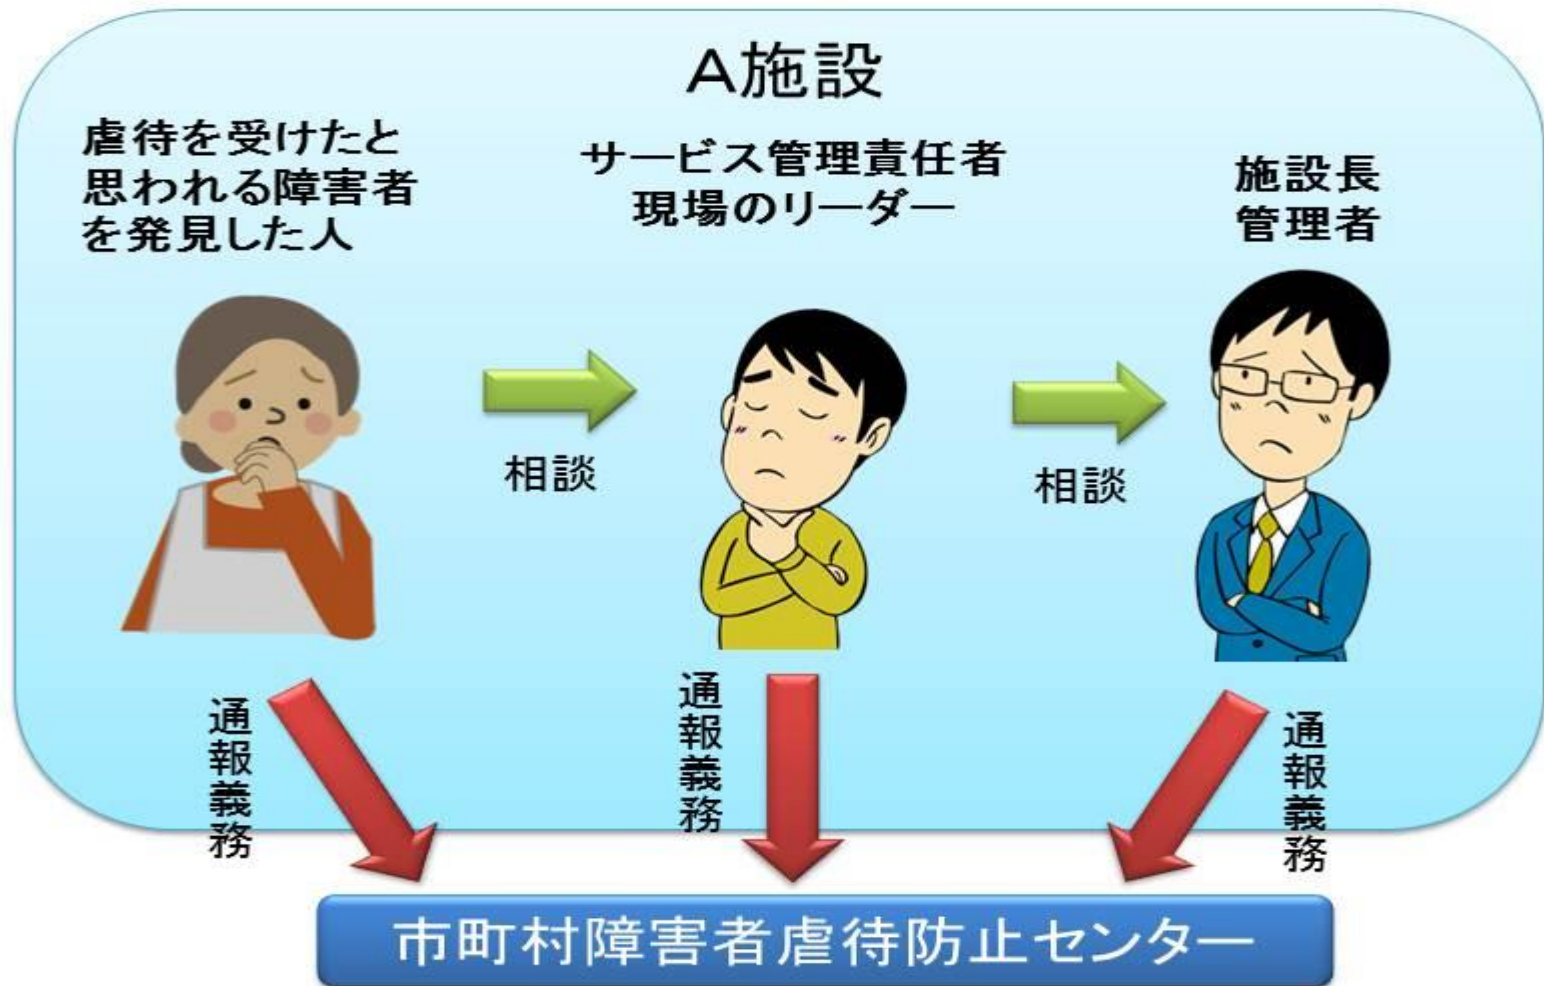 A施設
虐待を受けたと
思われる障害者
を発見した人
サービス管理責任者
現場のリーダー
施設長
管理者
相談
相談
通報義務
通報義務
通報義務
市町村障害者虐待防止センター